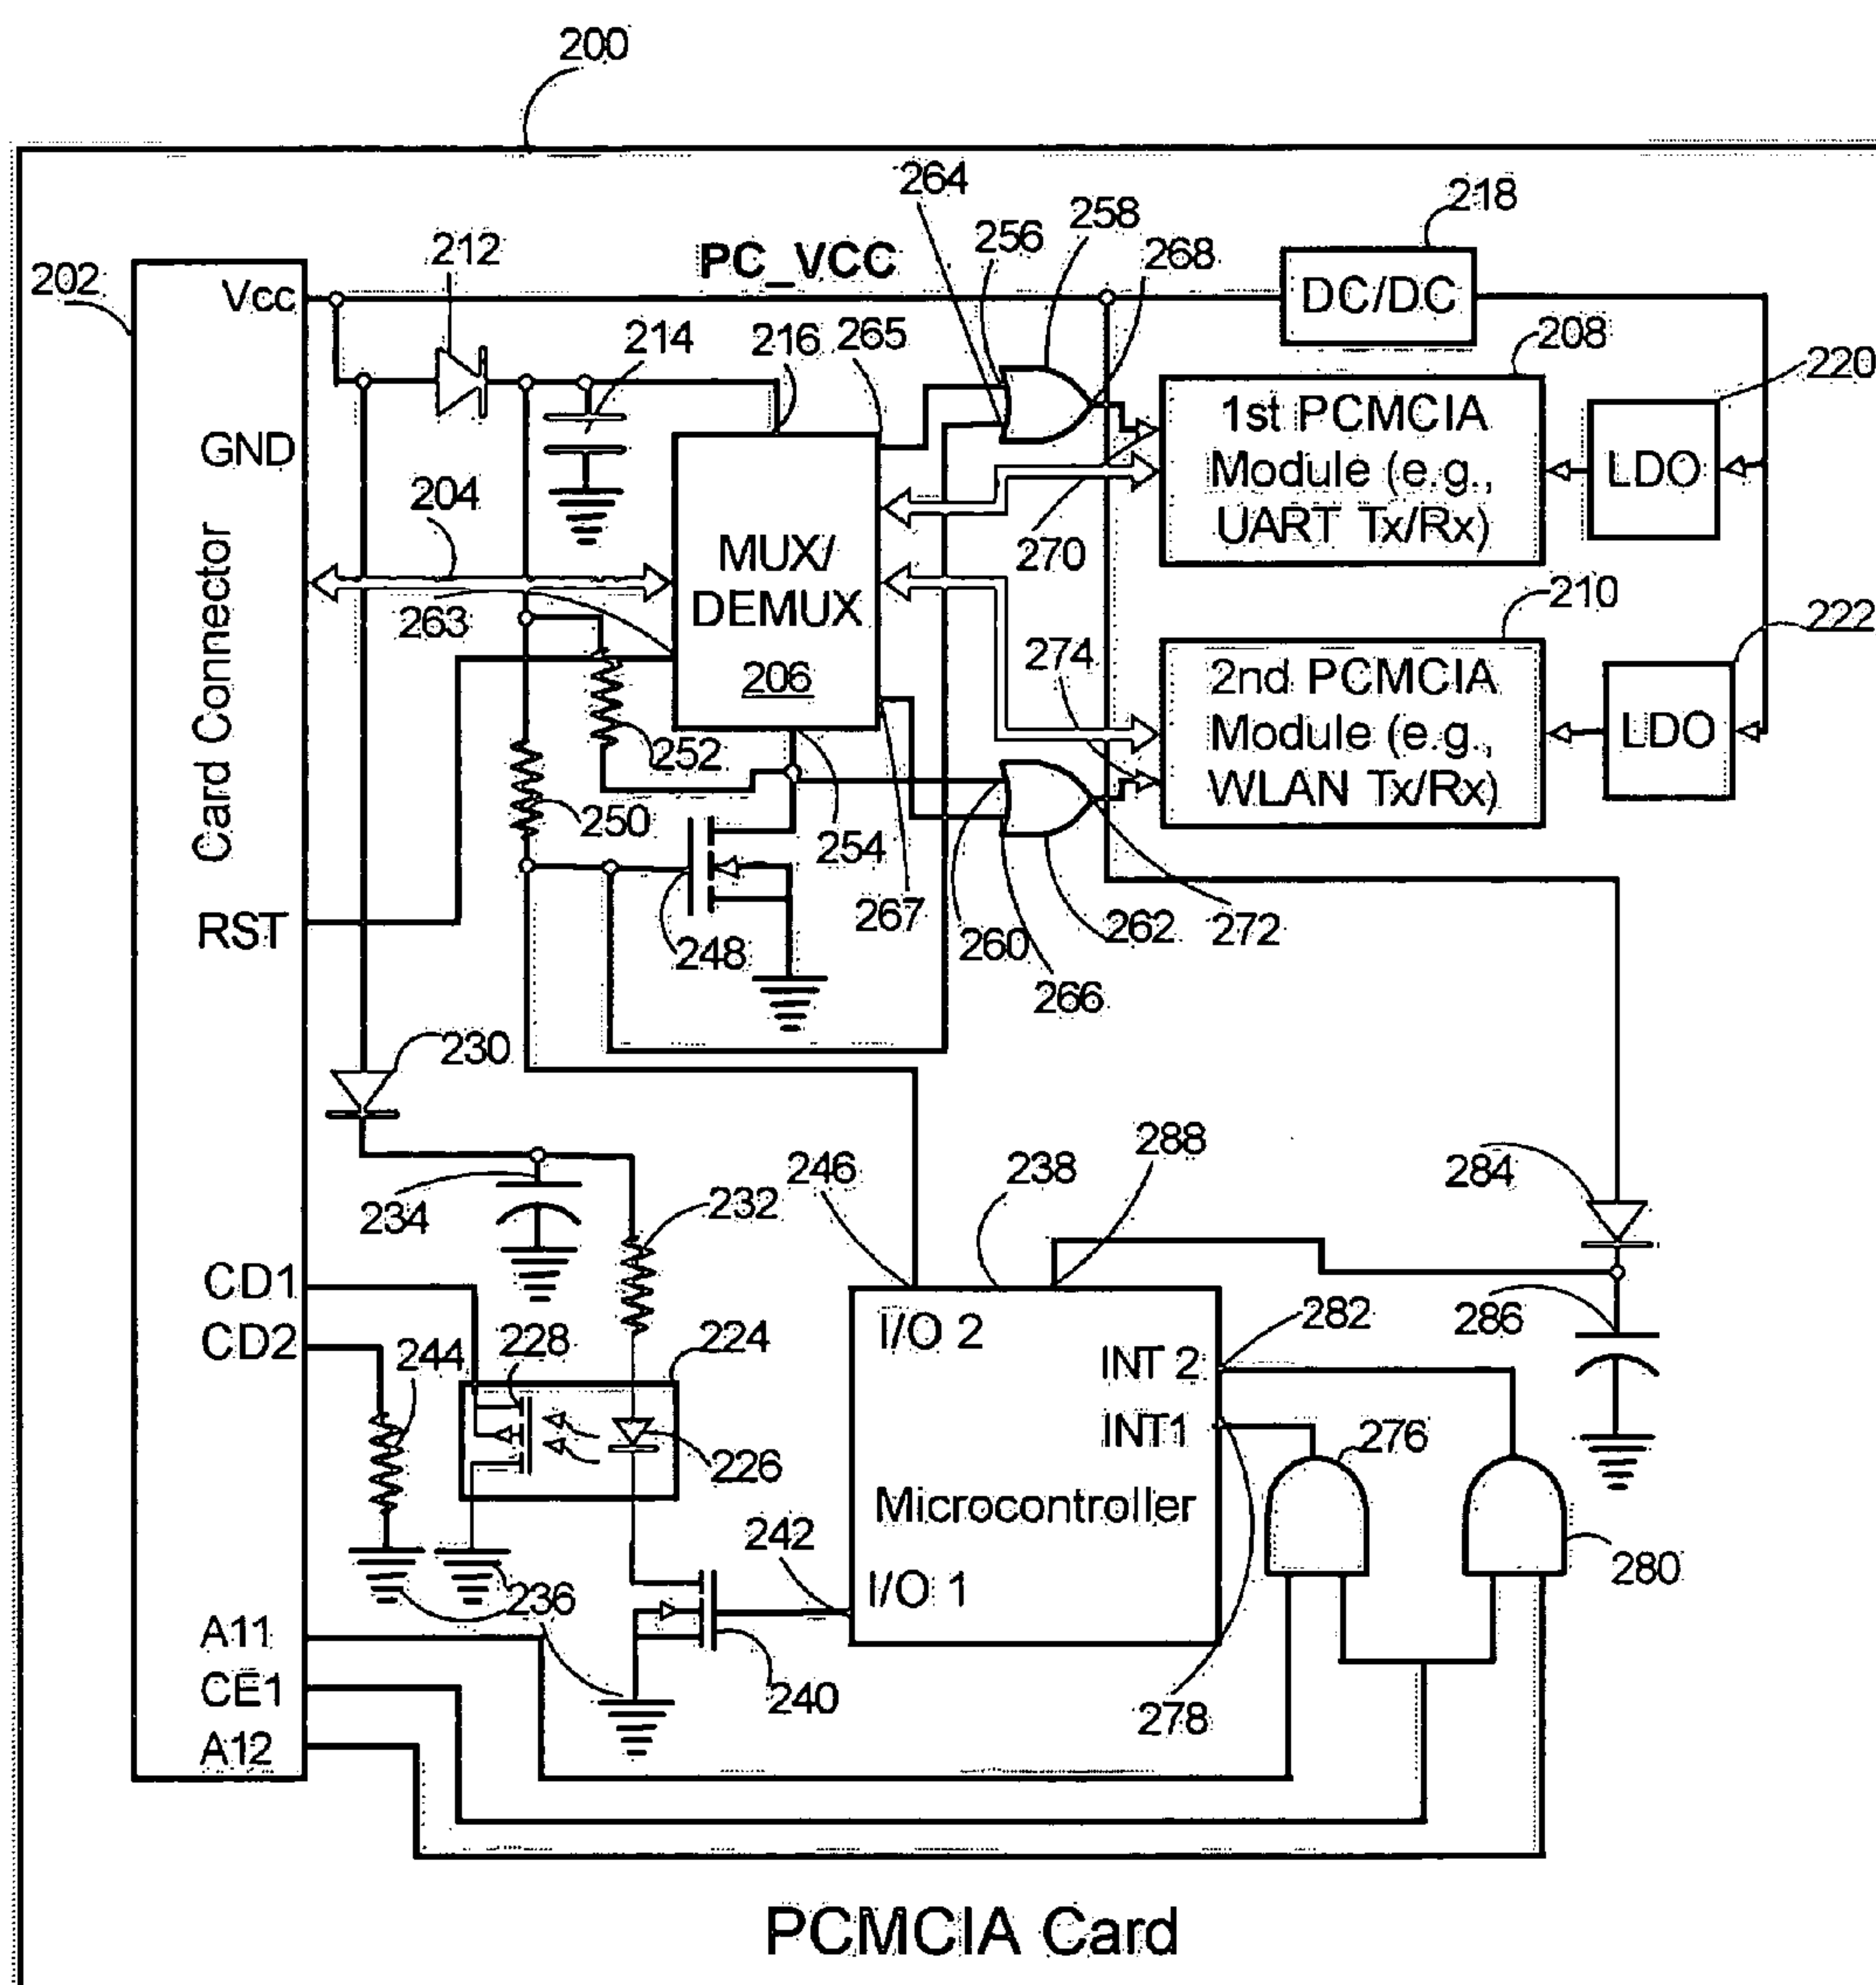 200
264
218
256
258
268
202
212
PC_VCC
Vcc
DC/DC
214
216
265
208
220
1st PCMCIA
Module (e.g.,
UART Tx/Rx)
LDO
GND
204
270
MUX/
DEMUX
206
263
210
222
274
2nd PCMCIA
Module (e.g.,
WLAN Tx/Rx)
LDO
Card Connector
252
250
254
RST
248
267
260
262
272
266
230
288
246
238
284
234
232
CD1
I/O 2
282
286
CD2
244
228
224
INT 2
INT1
276
226
Microcontroller
242
280
236
I/O 1
A11
CE1
240
278
A12
PCMCIA Card